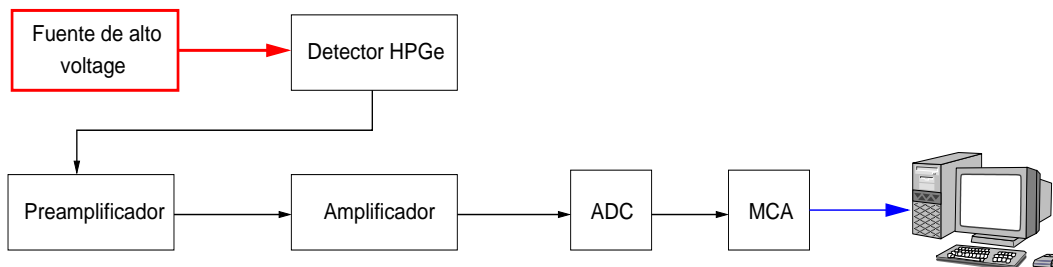 Fuente de alto
voltage
Detector HPGe
Preamplificador
Amplificador
ADC
MCA